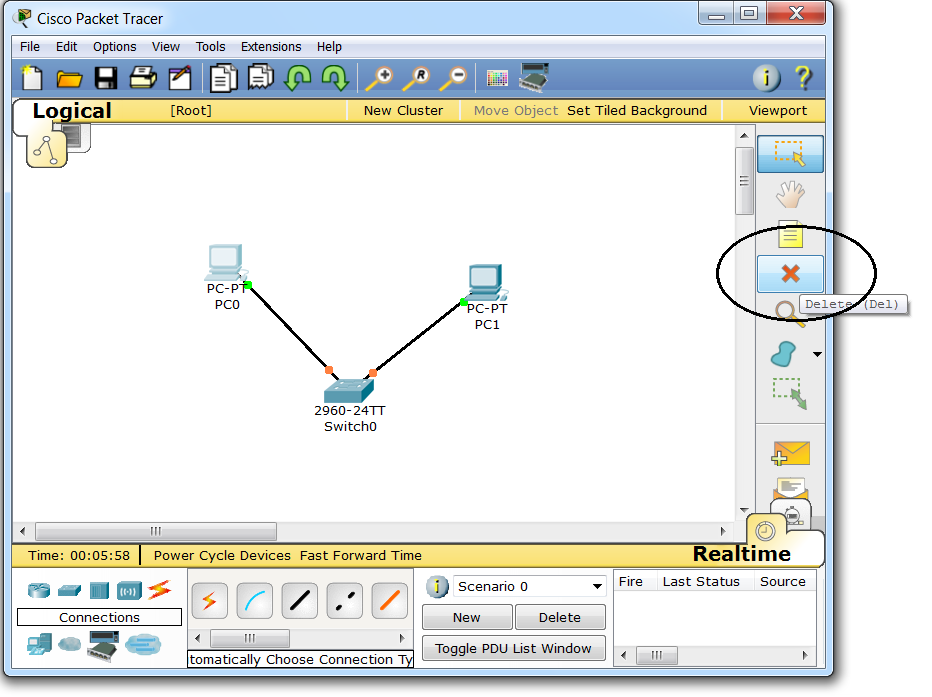 Cisco Packet Tracer
File Edit Options View Tools Extensions Help
Logical [Root] New Cluster Move Object Set Tiled Background Viewport
PC-PT
PC0
PC-PT
PC1
Delete (Del)
2960-24TT
Switch0
Time: 00:05:58 Power Cycle Devices Fast Forward Time Realtime
Scenario 0 Fire Last Status Source
Connections
New Delete
Toggle PDU List Window
tomatically Choose Connection Ty